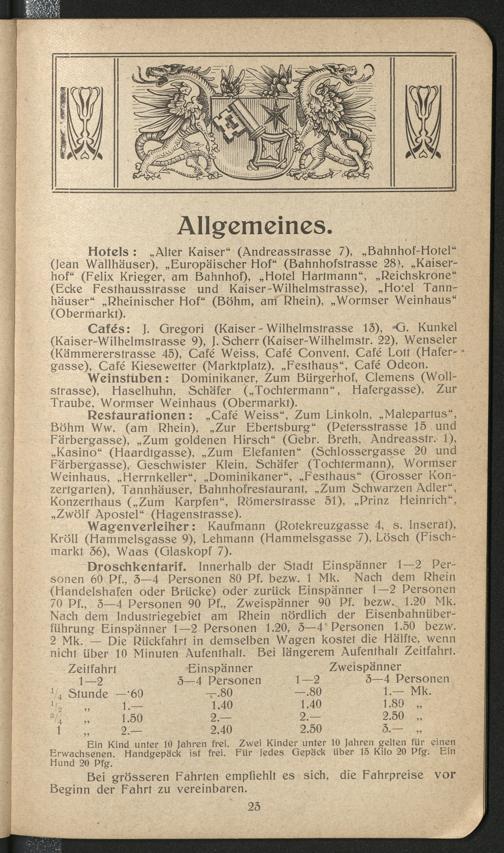 Allgemeines.
Hotels: „Alter Kaiser“ (Andreasstrasse 7), „Bahnhof-Hotel“
(Jean Wallhäuser), „Europäischer Hof“ (Bahnhofstrasse 28), „Kaiser-
hof“ (Felix Krieger, am Bahnhof), „Hotel Hartmann“, „Reichskrone“
(Ecke Festhausstrasse und Kaiser-Wilhelmstrasse), „Hotel Tann-
häuser“ „Rheinischer Hof“ (Böhm, am Rhein), „Wormser Weinhaus“
(Obermarkt).
Cafés: J. Gregori (Kaiser-Wilhelmstrasse 13), G. Kunkel
(Kaiser-Wilhelmstrasse 9), J. Scherr (Kaiser-Wilhelmstr. 22), Wenseler
(Kämmererstrasse 43), Café Weiss, Café Convent, Café Lott (Hafer-
gasse), Café Kiesewetter (Marktplatz), „Festhaus“, Café Odeon.
Weinstuben: Dominikaner, Zum Bürgerhof, Clemens (Woll-
strasse), Haselhuhn, Schäfer („Tochtermann“, Hafergasse), Zur
Traube, Wormser Weinhaus (Obermarkt).
Restaurationen: „Café Weiss“, Zum Linkoln, „Malepartus“,
Böhm Ww. (am Rhein), „Zur Ebertsburg“ (Petersstrasse 13 und
Färbergasse), „Zum goldenen Hirsch“ (Gebr. Breth, Andreasstr. 1),
„Kasino“ (Haardtgasse), „Zum Elefanten“ (Schlossergasse 20 und
Färbergasse), Geschwister Klein, Schäfer (Tochtermann), Wormser
Weinhaus, „Herrnkeller“, „Dominikaner“, „Festhaus“ (Grosser Kon-
zertgarten), Tannhäuser, Bahnhofrestaurant, „Zum Schwarzen Adler“,
Konzerthaus („Zum Karpfen“, Römerstrasse 31), „Prinz Heinrich“,
„Zwölf Apostel“ (Hagenstrasse).
Wagenverleiher: Kaufmann (Rotekreuzgasse 4, s. Inserat),
Kröll (Hammelsgasse 9), Lehmann (Hammelsgasse 7), Lösch (Fisch-
markt 36), Waas (Glaskopf 7).
Droschkentarif. Innerhalb der Stadt Einspänner 1—2 Per-
sonen 60 Pf., 3—4 Personen 80 Pf. bezw. 1 Mk. Nach dem Rhein
(Handelshafen oder Brücke) oder zurück Einspänner 1—2 Personen
70 Pf., 3—4 Personen 90 Pf., Zweispänner 90 Pf. bezw. 1.20 Mk.
Nach dem Industriegebiet am Rhein nördlich der Eisenbahnüber-
führung Einspänner 1—2 Personen 1.20, 3—4 Personen 1.50 bezw.
2 Mk. — Die Rückfahrt in demselben Wagen kostet die Hälfte, wenn
nicht über 10 Minuten Aufenthalt. Bei längerem Aufenthalt Zeitfahrt.
Zeitfahrt Einspänner Zweispänner
1—2 3—4 Personen 1—2 3—4 Personen
1/4 Stunde —.60 —.80 —.80 1.— Mk.
1/2 „ 1.— 1.40 1.40 1.80 „
3/4 „ 1.50 2.— 2.— 2.50 „
1 „ 2.— 2.40 2.50 3.— „
Ein Kind unter 10 Jahren frei. Zwei Kinder unter 10 Jahren gelten für einen
Erwachsenen. Handgepäck ist frei. Für jedes Gepäck über 15 Kilo 20 Pfg. Ein
Hund 20 Pfg.
Bei grösseren Fahrten empfiehlt es sich, die Fahrpreise vor
Beginn der Fahrt zu vereinbaren.
23